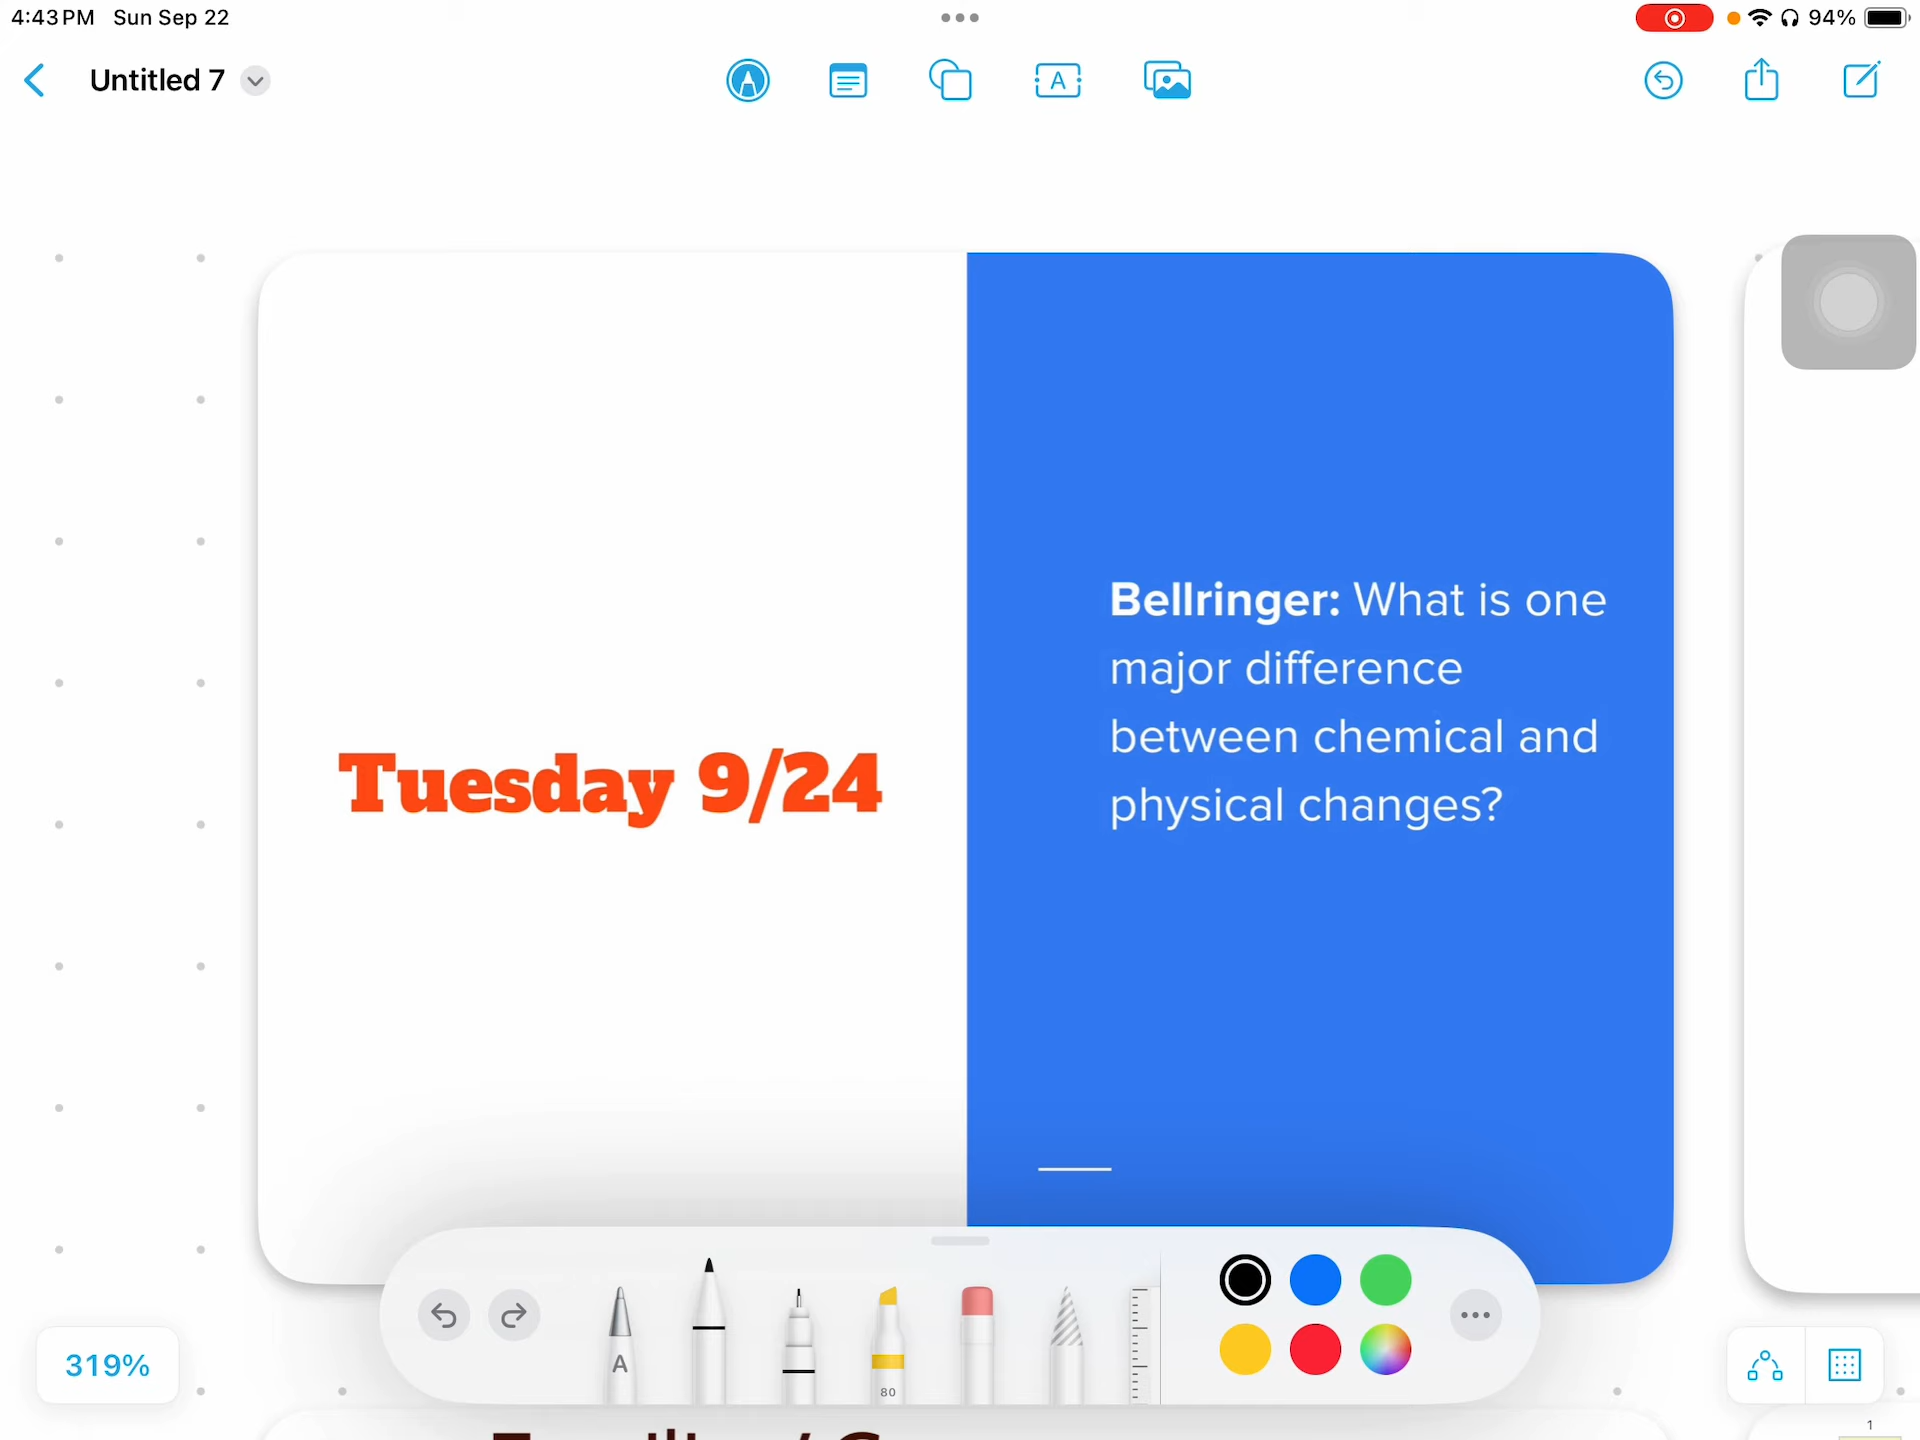 4:43 PM Sun Sep 22
94%
Untitled 7
A
Bellringer: What is one
major difference
between chemical and
physical changes?
Tuesday 9/24
A
80
319%
1